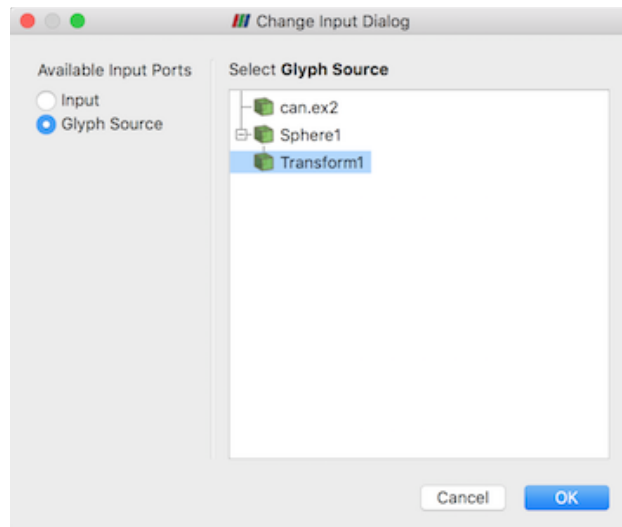 Change Input Dialog
Available Input Ports
Input
Glyph Source
Select Glyph Source
can.ex2
Sphere1
Transform1
Cancel
OK